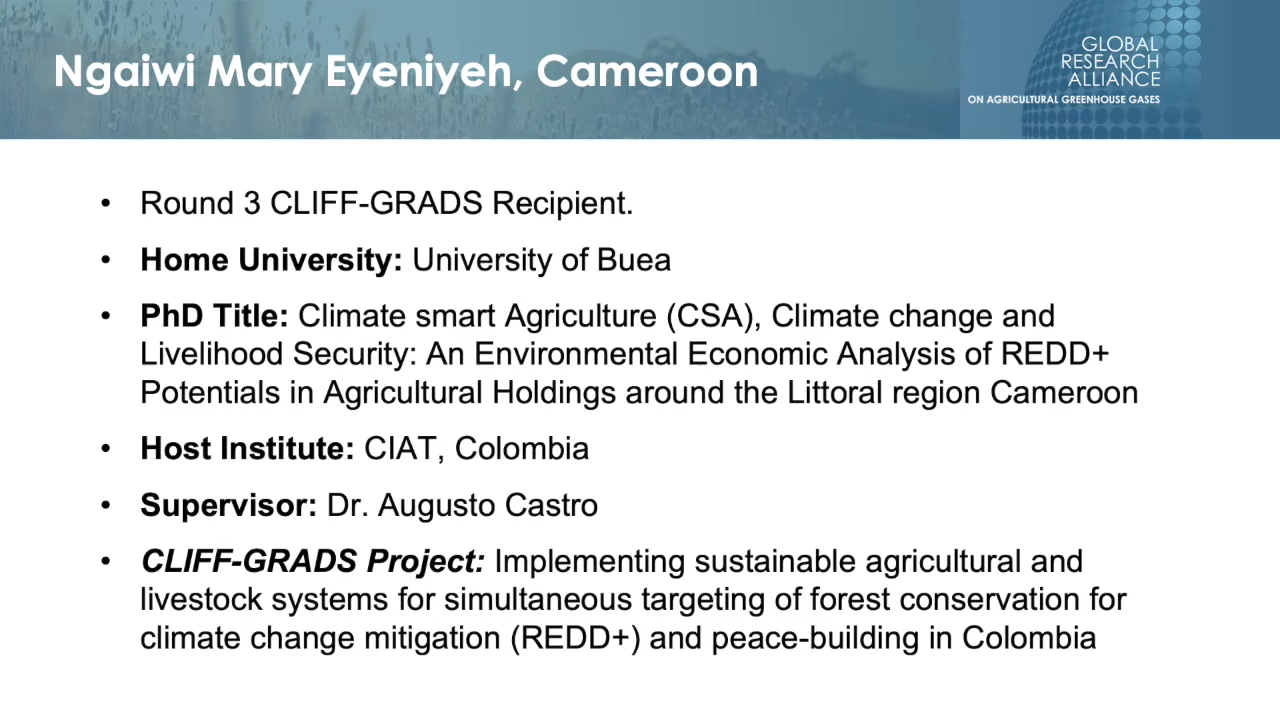 Ngaiwi Mary Eyeniyeh, Cameroon
GLOBAL
RESEARCH
ALLIANCE
ON AGRICULTURAL GREENHOUSE GASES
• Round 3 CLIFF-GRADS Recipient.
• Home University: University of Buea
• PhD Title: Climate smart Agriculture (CSA), Climate change and
Livelihood Security: An Environmental Economic Analysis of REDD+
Potentials in Agricultural Holdings around the Littoral region Cameroon
• Host Institute: CIAT, Colombia
• Supervisor: Dr. Augusto Castro
• CLIFF-GRADS Project: Implementing sustainable agricultural and
livestock systems for simultaneous targeting of forest conservation for
climate change mitigation (REDD+) and peace-building in Colombia